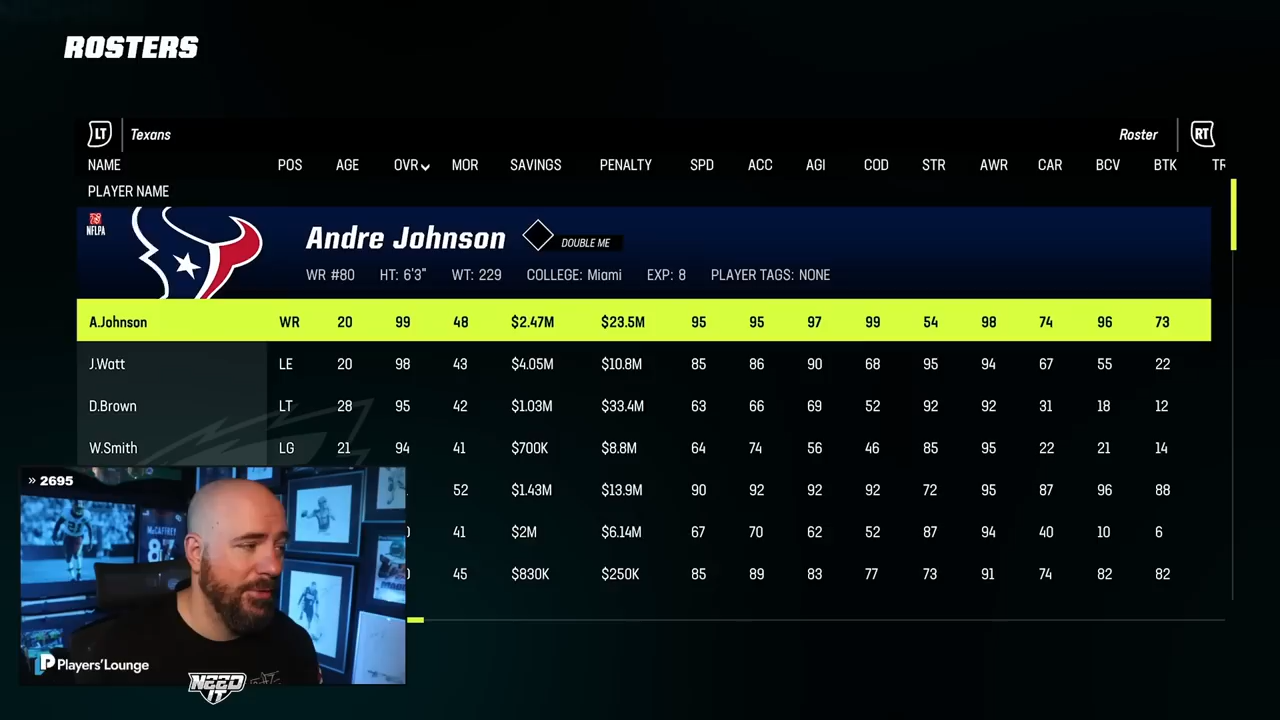 ROSTERS
LT Texans Roster RT
NAME POS AGE OVR MOR SAVINGS PENALTY SPD ACC AGI COD STR AWR CAR BCV BTK TR
PLAYER NAME
NFLPA
Andre Johnson DOUBLE ME
WR #80 HT: 6'3" WT: 229 COLLEGE: Miami EXP: 8 PLAYER TAGS: NONE
A.Johnson WR 20 99 48 $2.47M $23.5M 95 95 97 99 54 98 74 96 73
J.Watt LE 20 98 43 $4.05M $10.8M 85 86 90 68 95 94 67 55 22
D.Brown LT 28 95 42 $1.03M $33.4M 63 66 69 52 92 92 31 18 12
W.Smith LG 21 94 41 $700K $8.8M 64 74 56 46 85 95 22 21 14
52 $1.43M $13.9M 90 92 92 92 72 95 87 96 88
41 $2M $6.14M 67 70 62 52 87 94 40 10 6
45 $830K $250K 85 89 83 77 73 91 74 82 82
» 2695
McCAFFREY
Players' Lounge
NEED IT